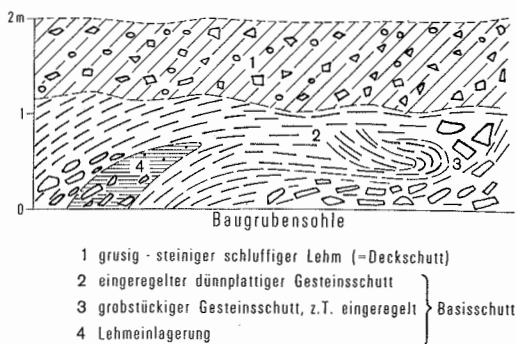 2m
1
1
2
4
3
0
Baugrubensohle
1 grusig - steiniger schluffiger Lehm (=Deckschutt)
2 eingeregelter dünnplattiger Gesteinsschutt
3 grobstückiger Gesteinsschutt, z.T. eingeregelt } Basisschutt
4 Lehmeinlagerung